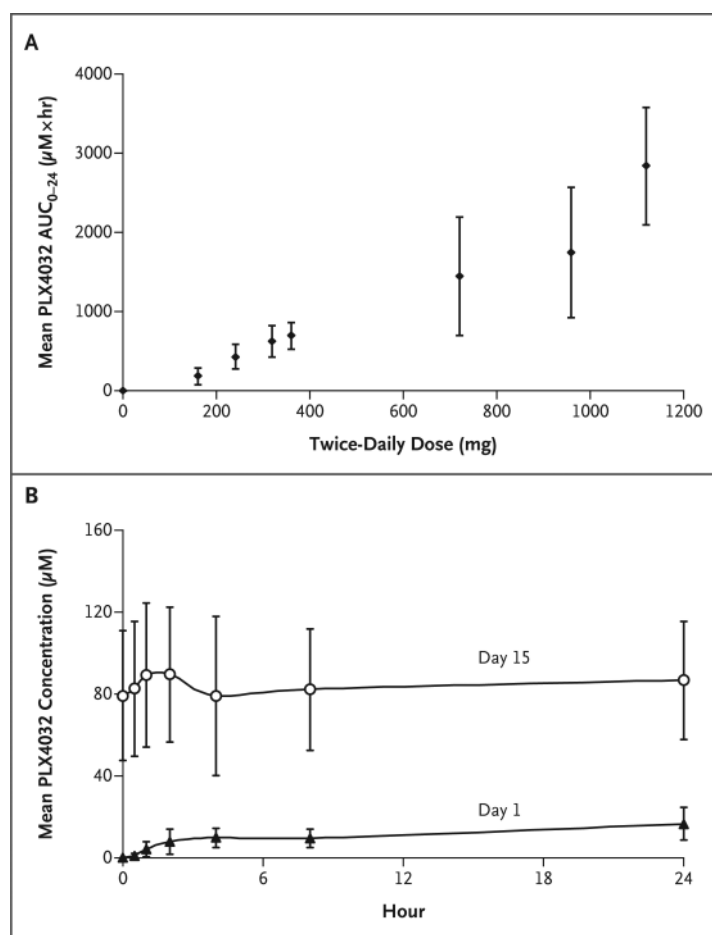 A
4000
3000
2000
1000
0
Mean PLX4032 AUC0–24 (µM×hr)
0 200 400 600 800 1000 1200
Twice-Daily Dose (mg)
B
160
120
80
40
0
Mean PLX4032 Concentration (µM)
Day 15
Day 1
0 6 12 18 24
Hour